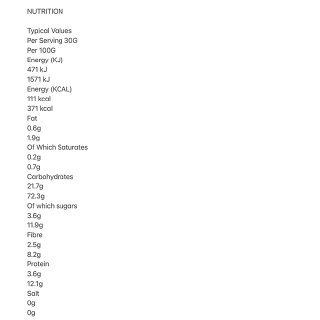 NUTRITION
Typical Values
Per Serving 30G
Per 100G
Energy (KJ)
471 kJ
1571 kJ
Energy (KCAL)
111 kcal
371 kcal
Fat
0.6g
1.9g
Of Which Saturates
0.2g
0.7g
Carbohydrates
21.7g
72.3g
Of which sugars
3.6g
11.9g
Fibre
2.5g
8.2g
Protein
3.6g
12.1g
Salt
0g
0g